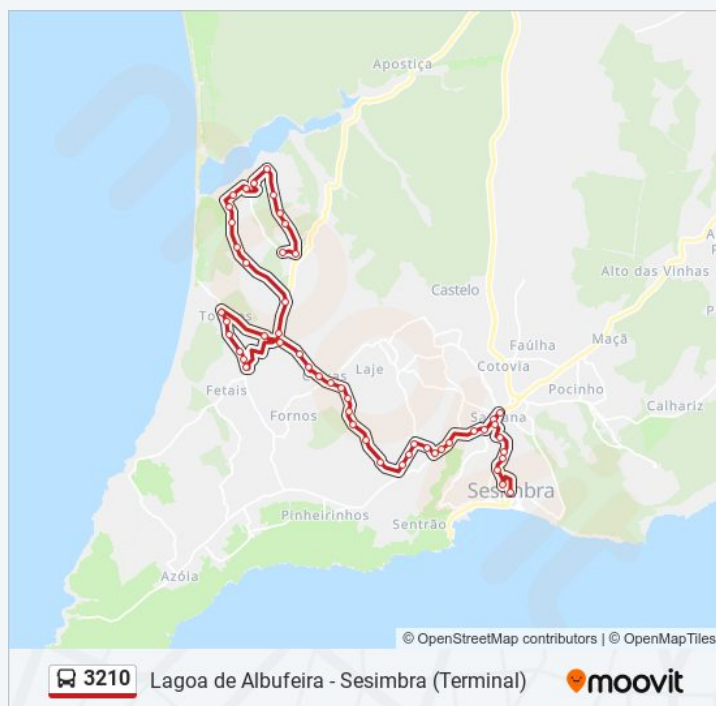 Apostiça
Alto das Vinhas
Castelo
Maçã
Faúlha
Laje
Cotovia
Fetais
Pocinho
Calhariz
Fornos
Sesimbra
Pinheirinhos
Sentrão
Azóia
© OpenStreetMap contributors | © OpenMapTiles
3210 Lagoa de Albufeira - Sesimbra (Terminal) moovit